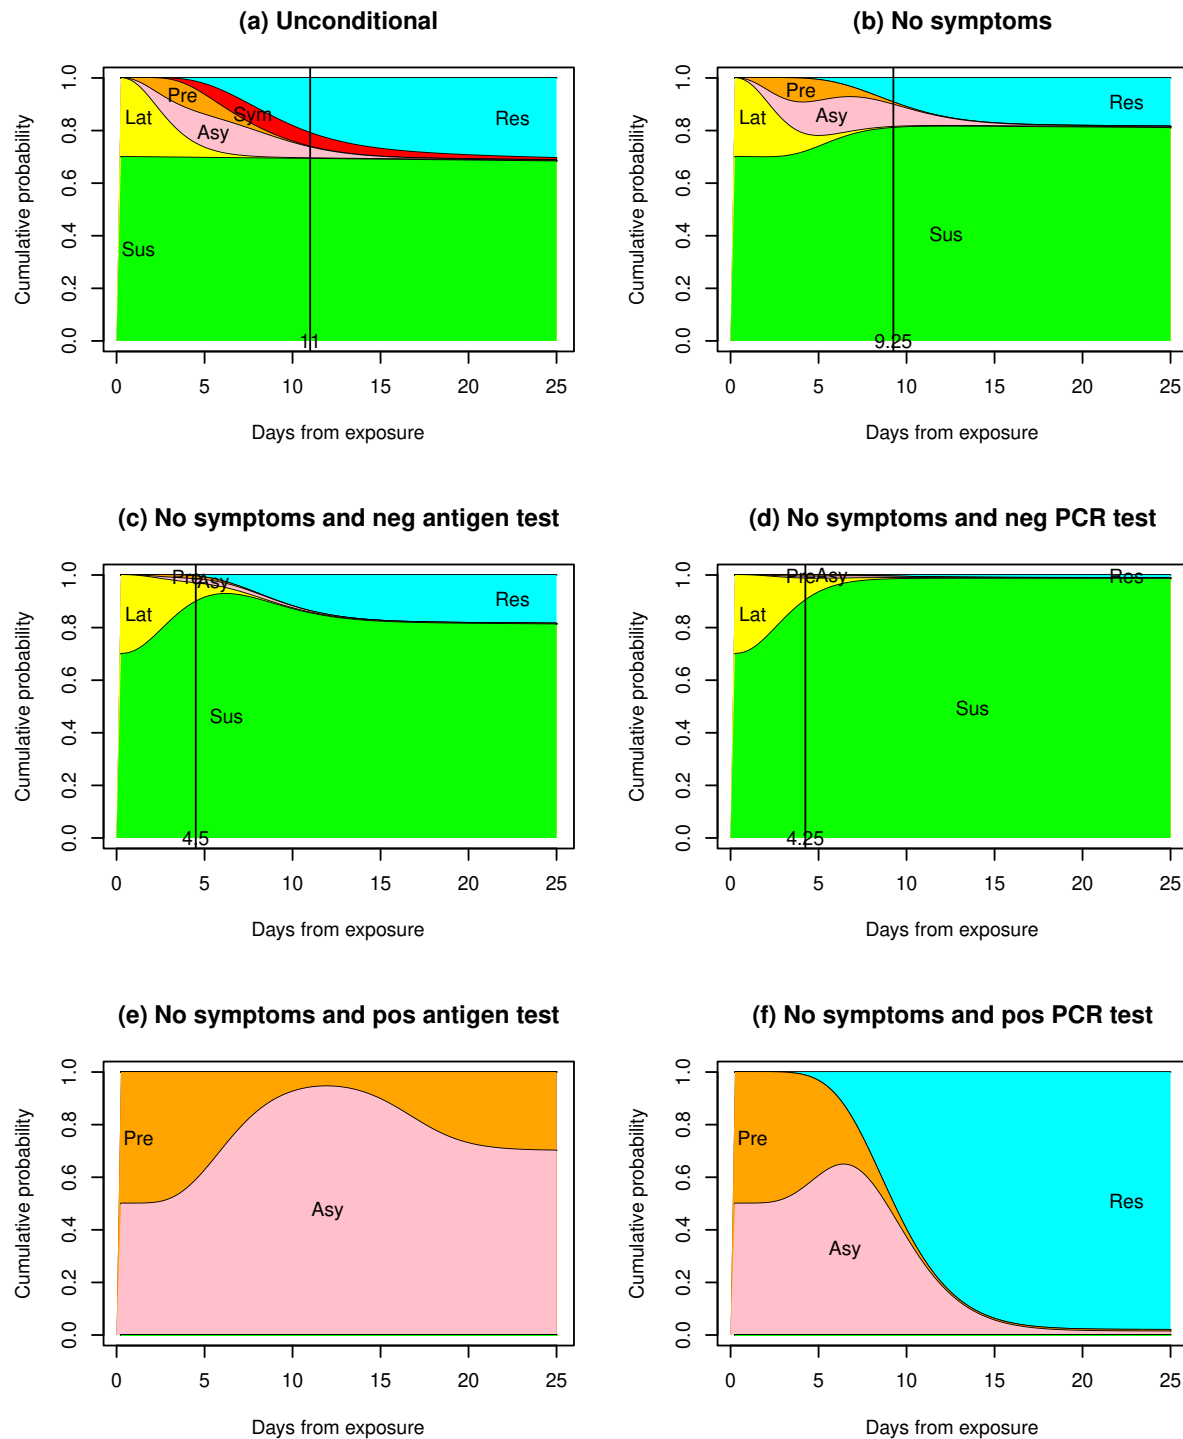 (a) Unconditional
Cumulative probability
0.0 0.2 0.4 0.6 0.8 1.0
Lat
Pre
Sym
Asy
Res
Sus
11
0 5 10 15 20 25
Days from exposure
(b) No symptoms
Cumulative probability
0.0 0.2 0.4 0.6 0.8 1.0
Lat
Pre
Asy
Res
Sus
9.25
0 5 10 15 20 25
Days from exposure
(c) No symptoms and neg antigen test
Cumulative probability
0.0 0.2 0.4 0.6 0.8 1.0
Lat
Pre
Asy
Res
Sus
4.5
0 5 10 15 20 25
Days from exposure
(d) No symptoms and neg PCR test
Cumulative probability
0.0 0.2 0.4 0.6 0.8 1.0
Lat
Pre
Asy
Res
Sus
4.25
0 5 10 15 20 25
Days from exposure
(e) No symptoms and pos antigen test
Cumulative probability
0.0 0.2 0.4 0.6 0.8 1.0
Pre
Asy
0 5 10 15 20 25
Days from exposure
(f) No symptoms and pos PCR test
Cumulative probability
0.0 0.2 0.4 0.6 0.8 1.0
Pre
Asy
Res
0 5 10 15 20 25
Days from exposure